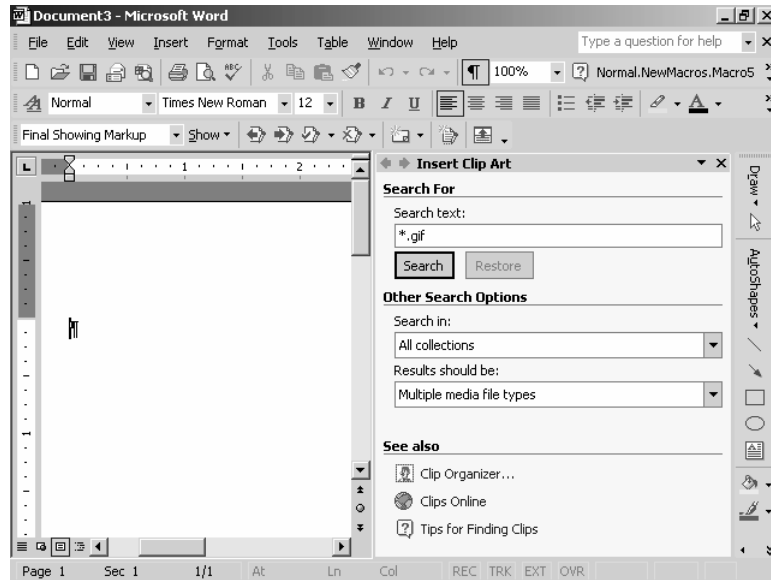 Document3 - Microsoft Word
File Edit View Insert Format Tools Table Window Help Type a question for help
100% Normal.NewMacros.Macro5
Normal Times New Roman 12 B I U A
Final Showing Markup Show
L 1 2
Insert Clip Art
Search For
Search text:
*.gif
Search Restore
Other Search Options
Search in:
All collections
Results should be:
Multiple media file types
See also
Clip Organizer...
Clips Online
Tips for Finding Clips
Draw
AutoShapes
1
1
¶
Page 1 Sec 1 1/1 At Ln Col REC TRK EXT OVR